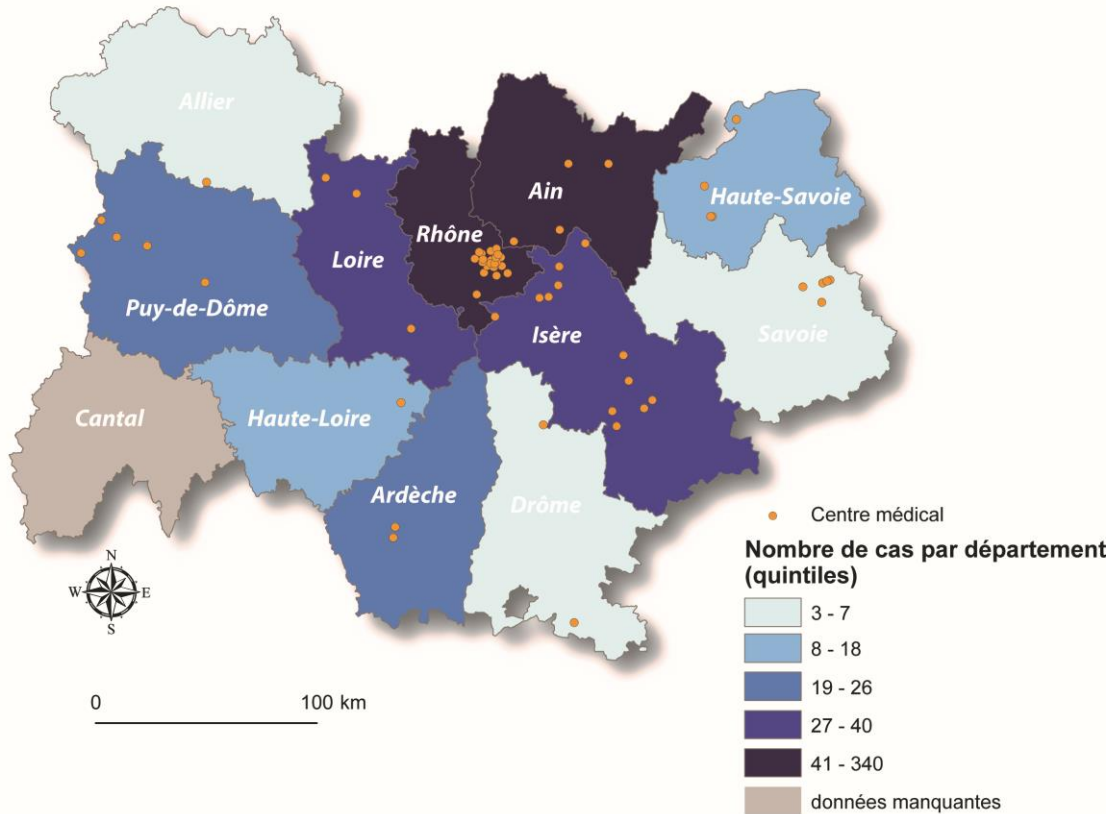 Allier
Ain
Haute-Savoie
Rhône
Loire
Puy-de-Dôme
Isère
Savoie
Cantal
Haute-Loire
Ardèche
Drôme
N
W E
S
0 100 km
Centre médical
Nombre de cas par département
(quintiles)
3 - 7
8 - 18
19 - 26
27 - 40
41 - 340
données manquantes